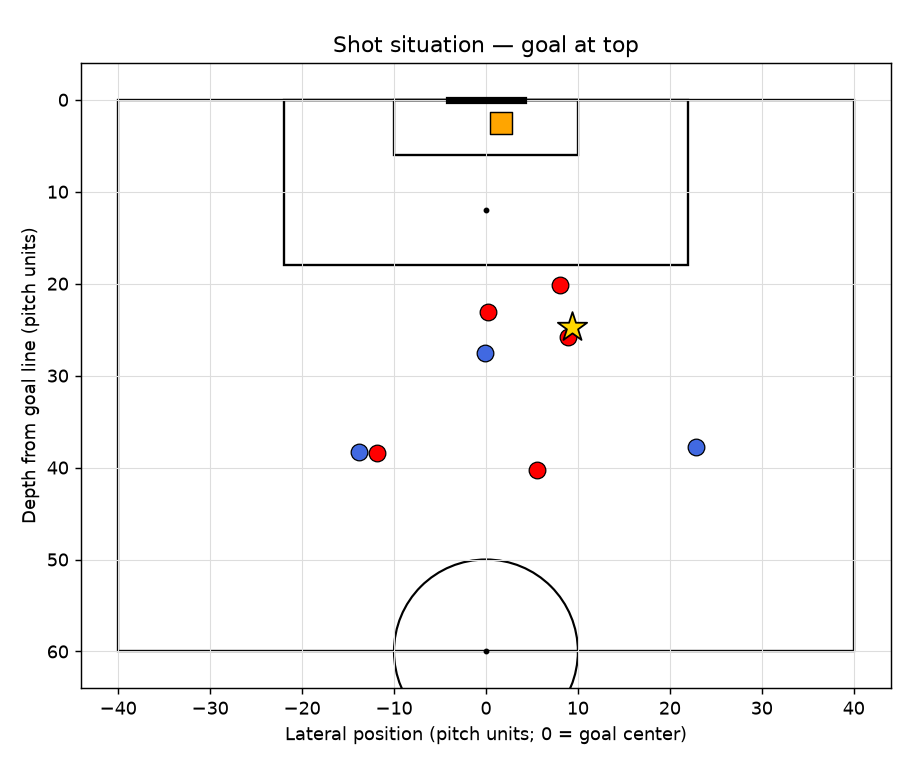 Shot situation — goal at top
0
10
20
30
40
50
60
Depth from goal line (pitch units)
−40 −30 −20 −10 0 10 20 30 40
Lateral position (pitch units; 0 = goal center)